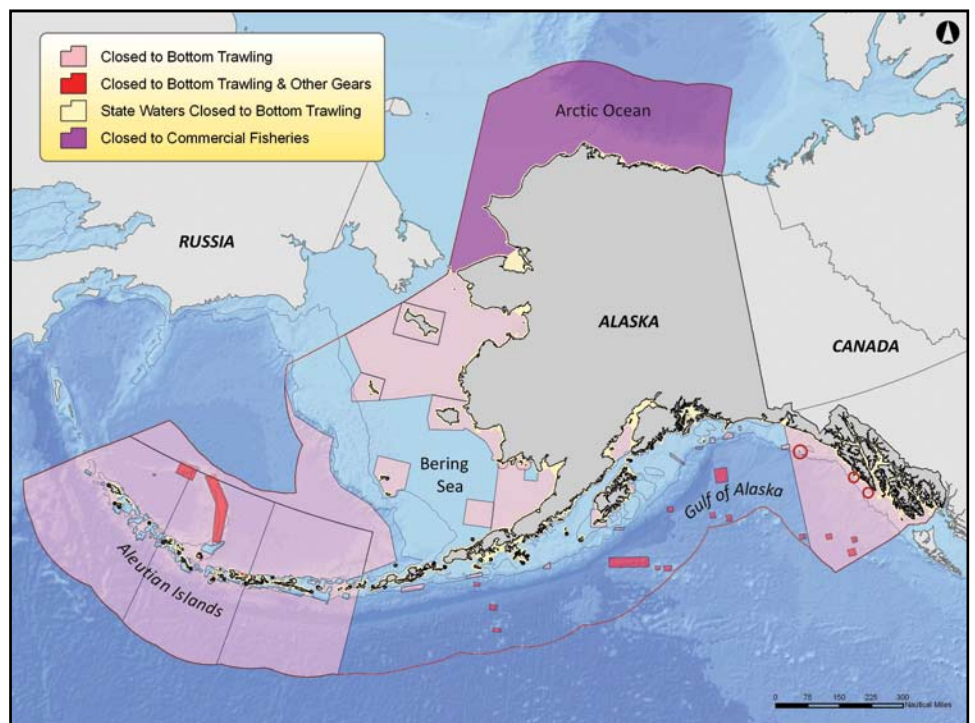 Closed to Bottom Trawling
Closed to Bottom Trawling & Other Gears
State Waters Closed to Bottom Trawling
Closed to Commercial Fisheries
Arctic Ocean
RUSSIA
ALASKA
CANADA
Bering
Sea
Gulf of Alaska
Aleutian Islands
0 75 150 225 300
Nautical Miles